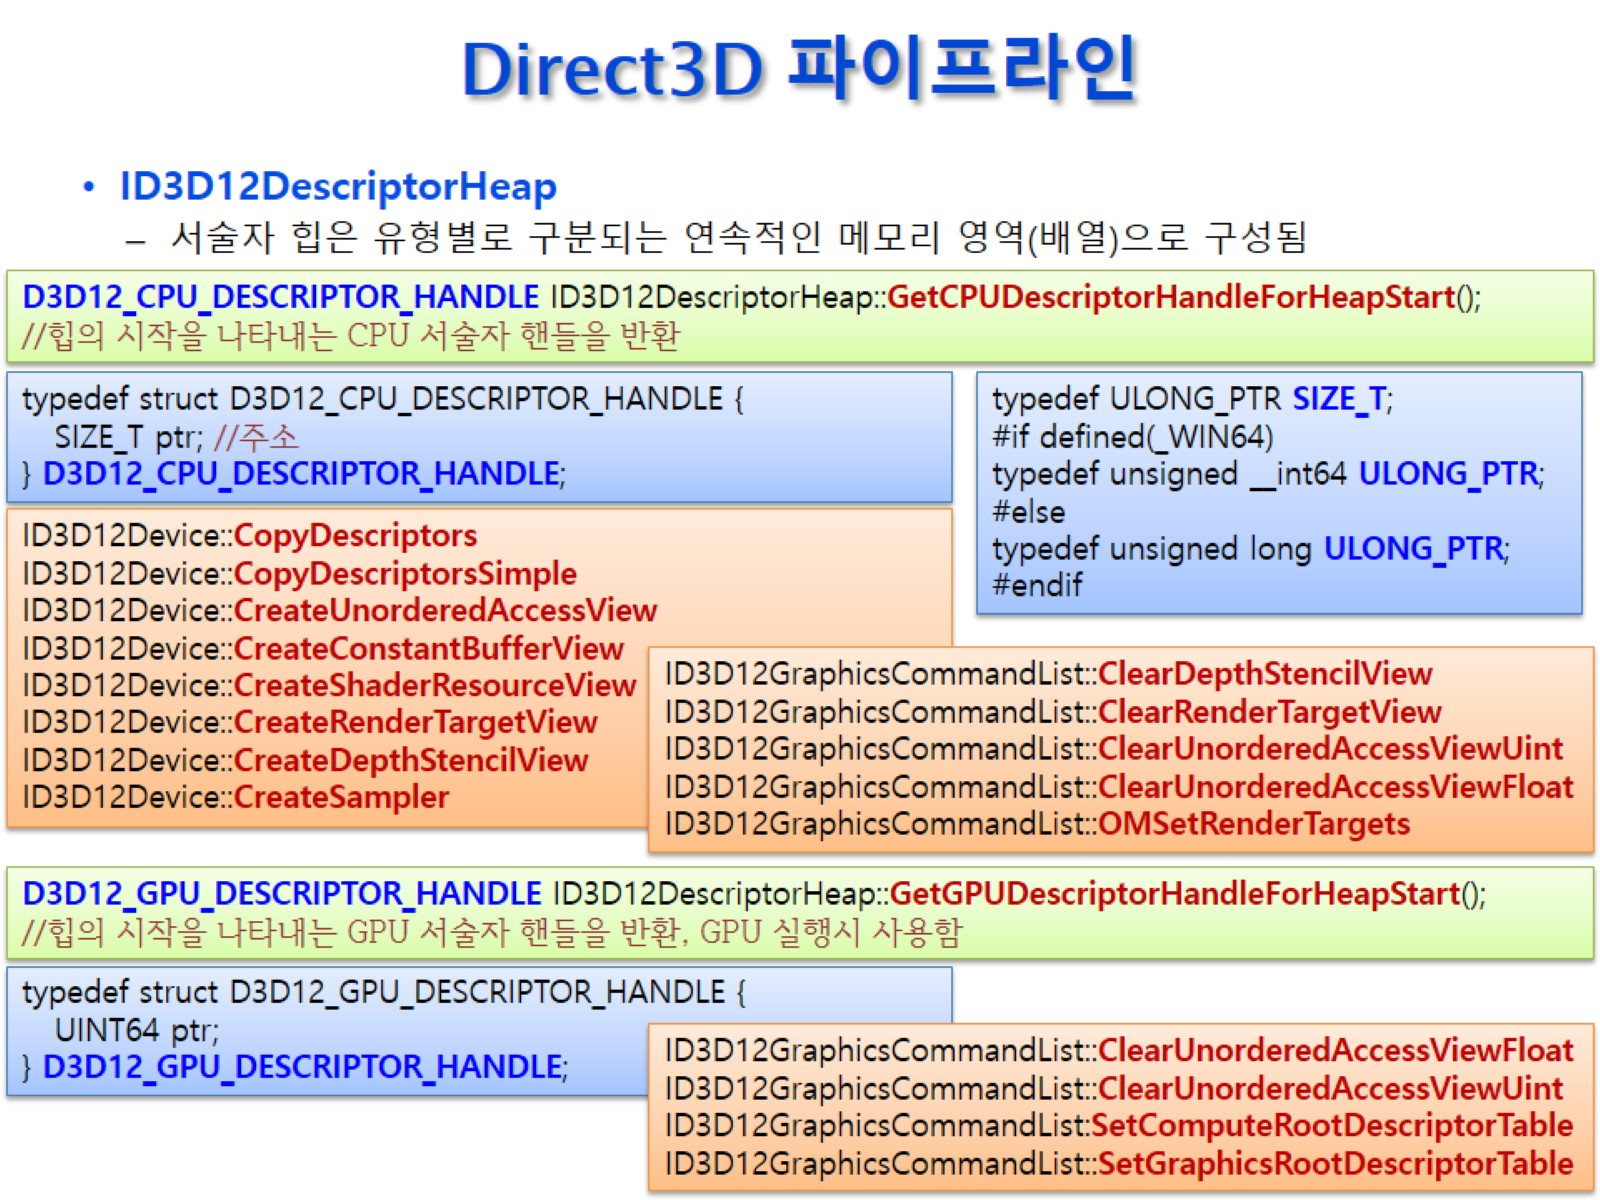 Direct3D 파이프라인
• ID3D12DescriptorHeap
– 서술자 힙은 유형별로 구분되는 연속적인 메모리 영역(배열)으로 구성됨
D3D12_CPU_DESCRIPTOR_HANDLE ID3D12DescriptorHeap::GetCPUDescriptorHandleForHeapStart();
//힙의 시작을 나타내는 CPU 서술자 핸들을 반환
typedef struct D3D12_CPU_DESCRIPTOR_HANDLE {
SIZE_T ptr; //주소
} D3D12_CPU_DESCRIPTOR_HANDLE;
typedef ULONG_PTR SIZE_T;
#if defined(_WIN64)
typedef unsigned __int64 ULONG_PTR;
#else
typedef unsigned long ULONG_PTR;
#endif
ID3D12Device::CopyDescriptors
ID3D12Device::CopyDescriptorsSimple
ID3D12Device::CreateUnorderedAccessView
ID3D12Device::CreateConstantBufferView
ID3D12Device::CreateShaderResourceView
ID3D12Device::CreateRenderTargetView
ID3D12Device::CreateDepthStencilView
ID3D12Device::CreateSampler
ID3D12GraphicsCommandList::ClearDepthStencilView
ID3D12GraphicsCommandList::ClearRenderTargetView
ID3D12GraphicsCommandList::ClearUnorderedAccessViewUint
ID3D12GraphicsCommandList::ClearUnorderedAccessViewFloat
ID3D12GraphicsCommandList::OMSetRenderTargets
D3D12_GPU_DESCRIPTOR_HANDLE ID3D12DescriptorHeap::GetGPUDescriptorHandleForHeapStart();
//힙의 시작을 나타내는 GPU 서술자 핸들을 반환, GPU 실행시 사용함
typedef struct D3D12_GPU_DESCRIPTOR_HANDLE {
UINT64 ptr;
} D3D12_GPU_DESCRIPTOR_HANDLE;
ID3D12GraphicsCommandList::ClearUnorderedAccessViewFloat
ID3D12GraphicsCommandList::ClearUnorderedAccessViewUint
ID3D12GraphicsCommandList:SetComputeRootDescriptorTable
ID3D12GraphicsCommandList::SetGraphicsRootDescriptorTable